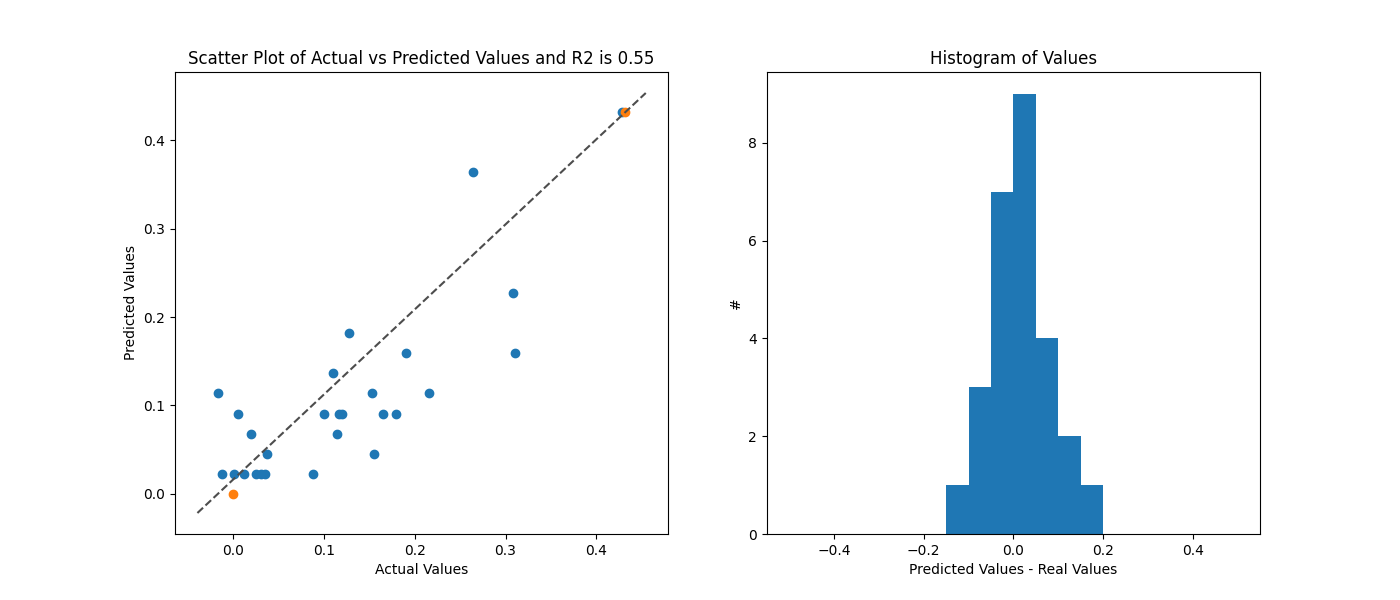 Scatter Plot of Actual vs Predicted Values and R2 is 0.55
0.4
0.3
0.2
0.1
0.0
Predicted Values
0.0 0.1 0.2 0.3 0.4
Actual Values
Histogram of Values
8
6
4
2
0
#
−0.4 −0.2 0.0 0.2 0.4
Predicted Values - Real Values